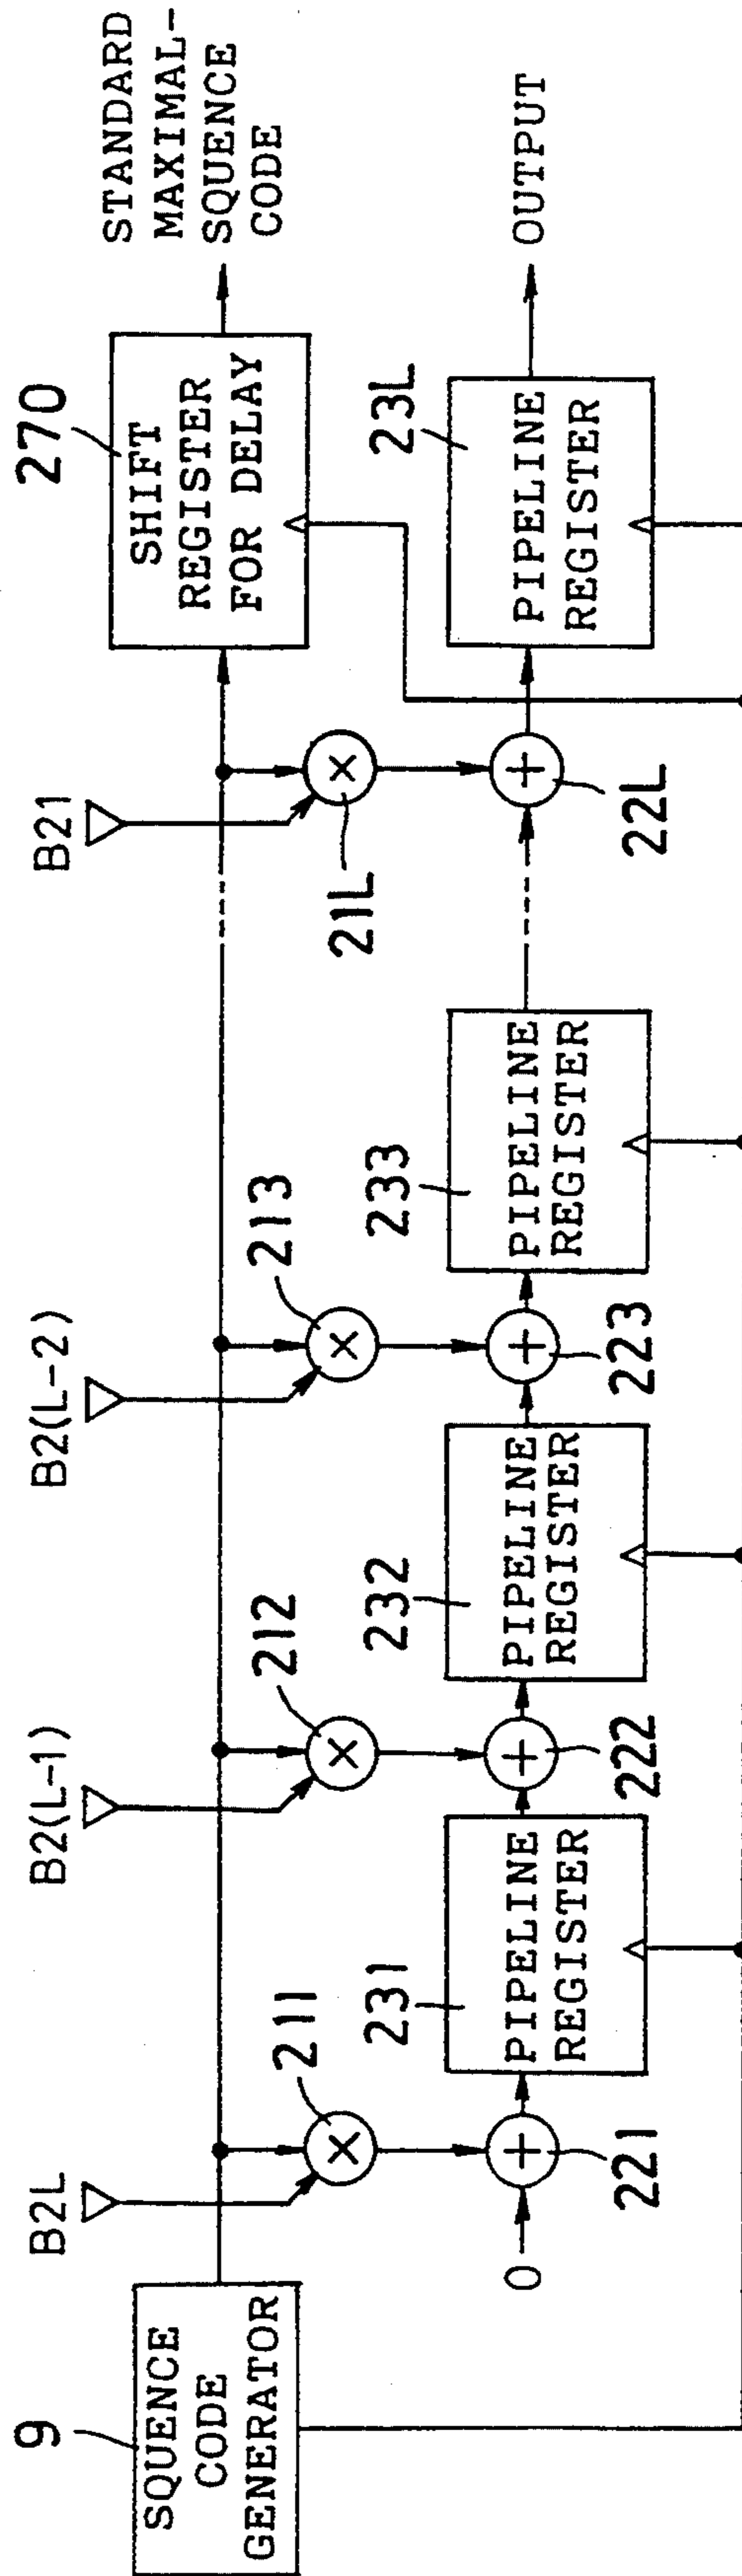 9
SQUENCE
CODE
GENERATOR
B2L
B2(L-1)
B2(L-2)
B21
211
212
213
21L
270
SHIFT
REGISTER
FOR DELAY
STANDARD
MAXIMAL-
SQUENCE
CODE
0
221
231
PIPELINE
REGISTER
222
232
PIPELINE
REGISTER
223
233
PIPELINE
REGISTER
22L
23L
PIPELINE
REGISTER
OUTPUT